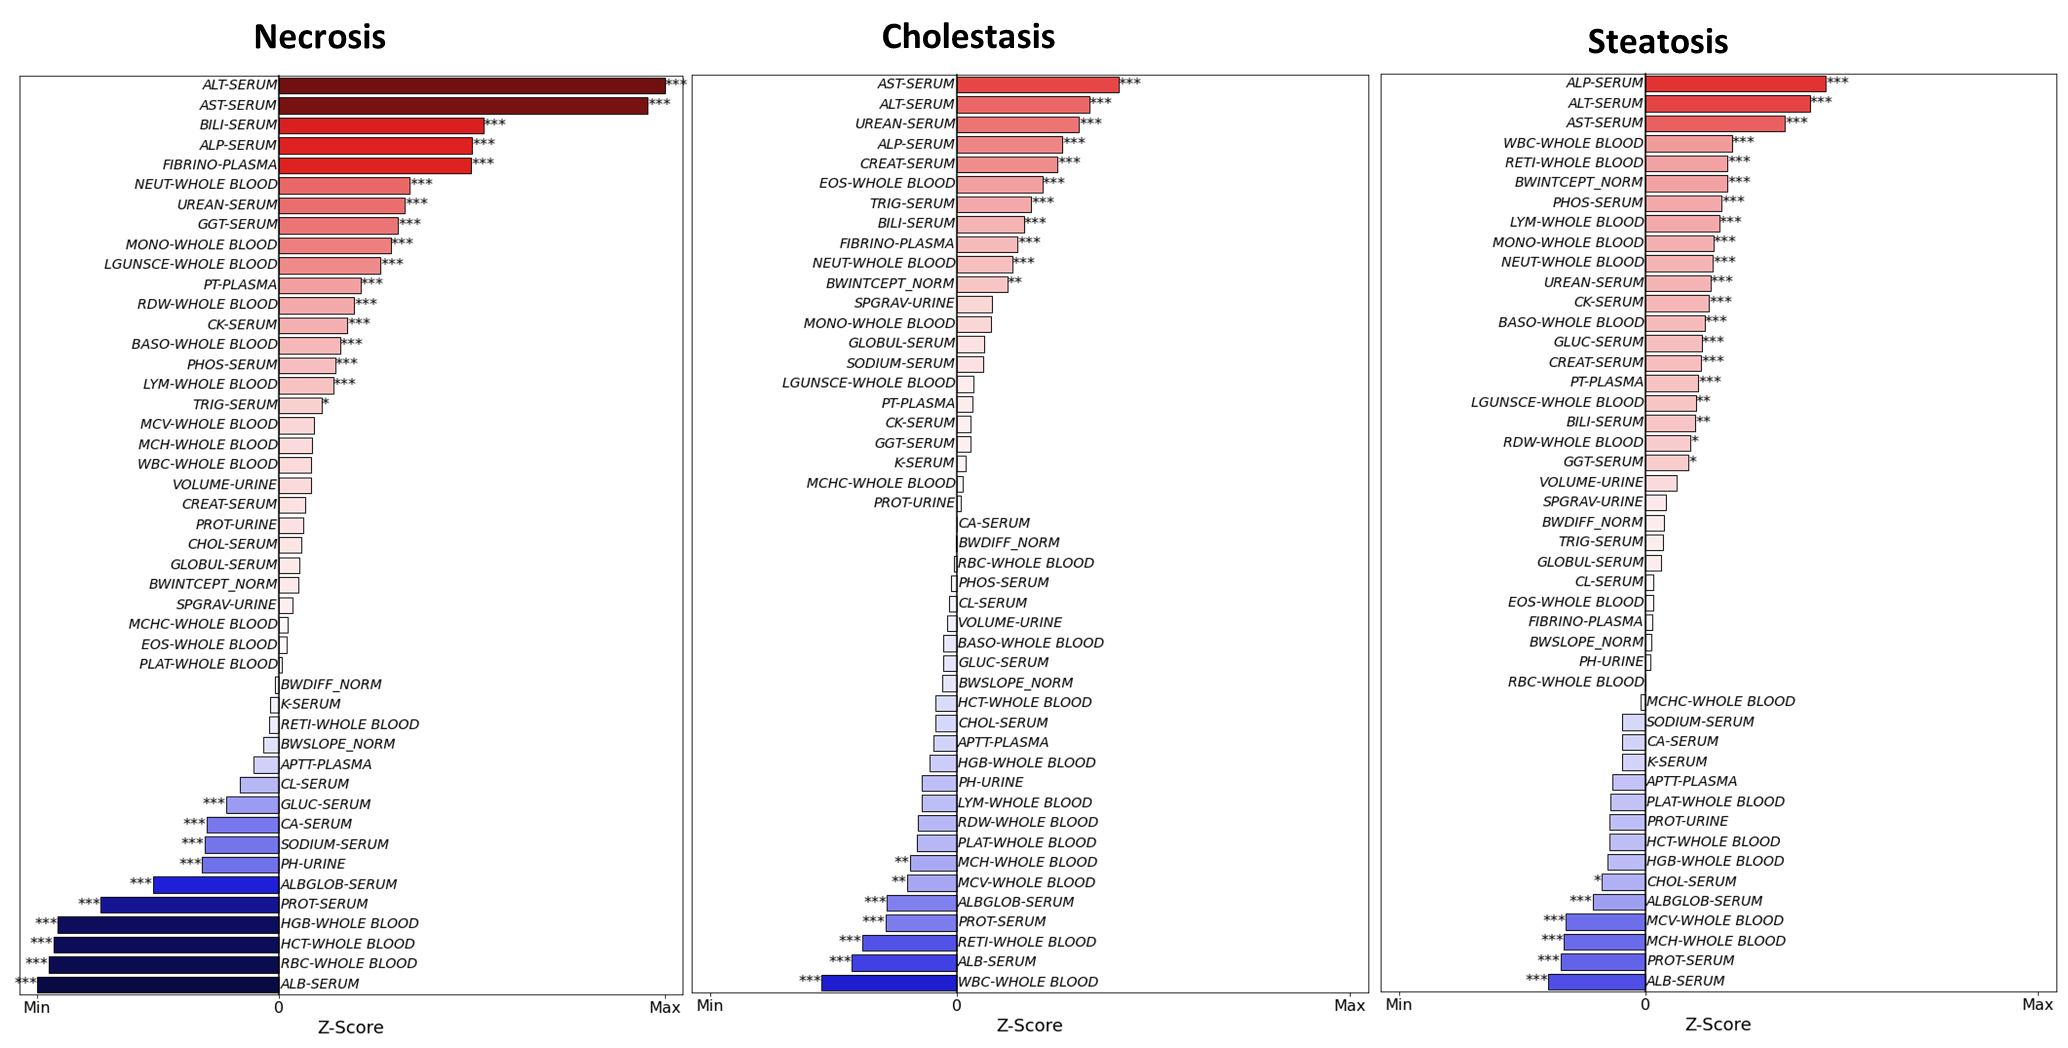 Necrosis
ALT-SERUM ***
AST-SERUM ***
BILI-SERUM ***
ALP-SERUM ***
FIBRINO-PLASMA ***
NEUT-WHOLE BLOOD ***
UREAN-SERUM ***
GGT-SERUM ***
MONO-WHOLE BLOOD ***
LGUNSCE-WHOLE BLOOD ***
PT-PLASMA ***
RDW-WHOLE BLOOD ***
CK-SERUM ***
BASO-WHOLE BLOOD ***
PHOS-SERUM ***
LYM-WHOLE BLOOD ***
TRIG-SERUM *
MCV-WHOLE BLOOD
MCH-WHOLE BLOOD
WBC-WHOLE BLOOD
VOLUME-URINE
CREAT-SERUM
PROT-URINE
CHOL-SERUM
GLOBUL-SERUM
BWINTCEPT_NORM
SPGRAV-URINE
MCHC-WHOLE BLOOD
EOS-WHOLE BLOOD
PLAT-WHOLE BLOOD
BWDIFF_NORM
K-SERUM
RETI-WHOLE BLOOD
BWSLOPE_NORM
APTT-PLASMA
CL-SERUM
*** GLUC-SERUM
*** CA-SERUM
*** SODIUM-SERUM
*** PH-URINE
*** ALBGLOB-SERUM
*** PROT-SERUM
*** HGB-WHOLE BLOOD
*** HCT-WHOLE BLOOD
*** RBC-WHOLE BLOOD
*** ALB-SERUM
Min 0 Max
Z-Score
Cholestasis
AST-SERUM ***
ALT-SERUM ***
UREAN-SERUM ***
ALP-SERUM ***
CREAT-SERUM ***
EOS-WHOLE BLOOD ***
TRIG-SERUM ***
BILI-SERUM ***
FIBRINO-PLASMA ***
NEUT-WHOLE BLOOD ***
BWINTCEPT_NORM **
SPGRAV-URINE
MONO-WHOLE BLOOD
GLOBUL-SERUM
SODIUM-SERUM
LGUNSCE-WHOLE BLOOD
PT-PLASMA
CK-SERUM
GGT-SERUM
K-SERUM
MCHC-WHOLE BLOOD
PROT-URINE
CA-SERUM
BWDIFF_NORM
RBC-WHOLE BLOOD
PHOS-SERUM
CL-SERUM
VOLUME-URINE
BASO-WHOLE BLOOD
GLUC-SERUM
BWSLOPE_NORM
HCT-WHOLE BLOOD
CHOL-SERUM
APTT-PLASMA
HGB-WHOLE BLOOD
PH-URINE
LYM-WHOLE BLOOD
RDW-WHOLE BLOOD
PLAT-WHOLE BLOOD
** MCH-WHOLE BLOOD
** MCV-WHOLE BLOOD
*** ALBGLOB-SERUM
*** PROT-SERUM
*** RETI-WHOLE BLOOD
*** ALB-SERUM
*** WBC-WHOLE BLOOD
Min 0 Max
Z-Score
Steatosis
ALP-SERUM ***
ALT-SERUM ***
AST-SERUM ***
WBC-WHOLE BLOOD ***
RETI-WHOLE BLOOD ***
BWINTCEPT_NORM ***
PHOS-SERUM ***
LYM-WHOLE BLOOD ***
MONO-WHOLE BLOOD ***
NEUT-WHOLE BLOOD ***
UREAN-SERUM ***
CK-SERUM ***
BASO-WHOLE BLOOD ***
GLUC-SERUM ***
CREAT-SERUM ***
PT-PLASMA ***
LGUNSCE-WHOLE BLOOD **
BILI-SERUM **
RDW-WHOLE BLOOD *
GGT-SERUM *
VOLUME-URINE
SPGRAV-URINE
BWDIFF_NORM
TRIG-SERUM
GLOBUL-SERUM
CL-SERUM
EOS-WHOLE BLOOD
FIBRINO-PLASMA
BWSLOPE_NORM
PH-URINE
RBC-WHOLE BLOOD
MCHC-WHOLE BLOOD
SODIUM-SERUM
CA-SERUM
K-SERUM
APTT-PLASMA
PLAT-WHOLE BLOOD
PROT-URINE
HCT-WHOLE BLOOD
HGB-WHOLE BLOOD
* CHOL-SERUM
*** ALBGLOB-SERUM
*** MCV-WHOLE BLOOD
*** MCH-WHOLE BLOOD
*** PROT-SERUM
*** ALB-SERUM
Min 0 Max
Z-Score